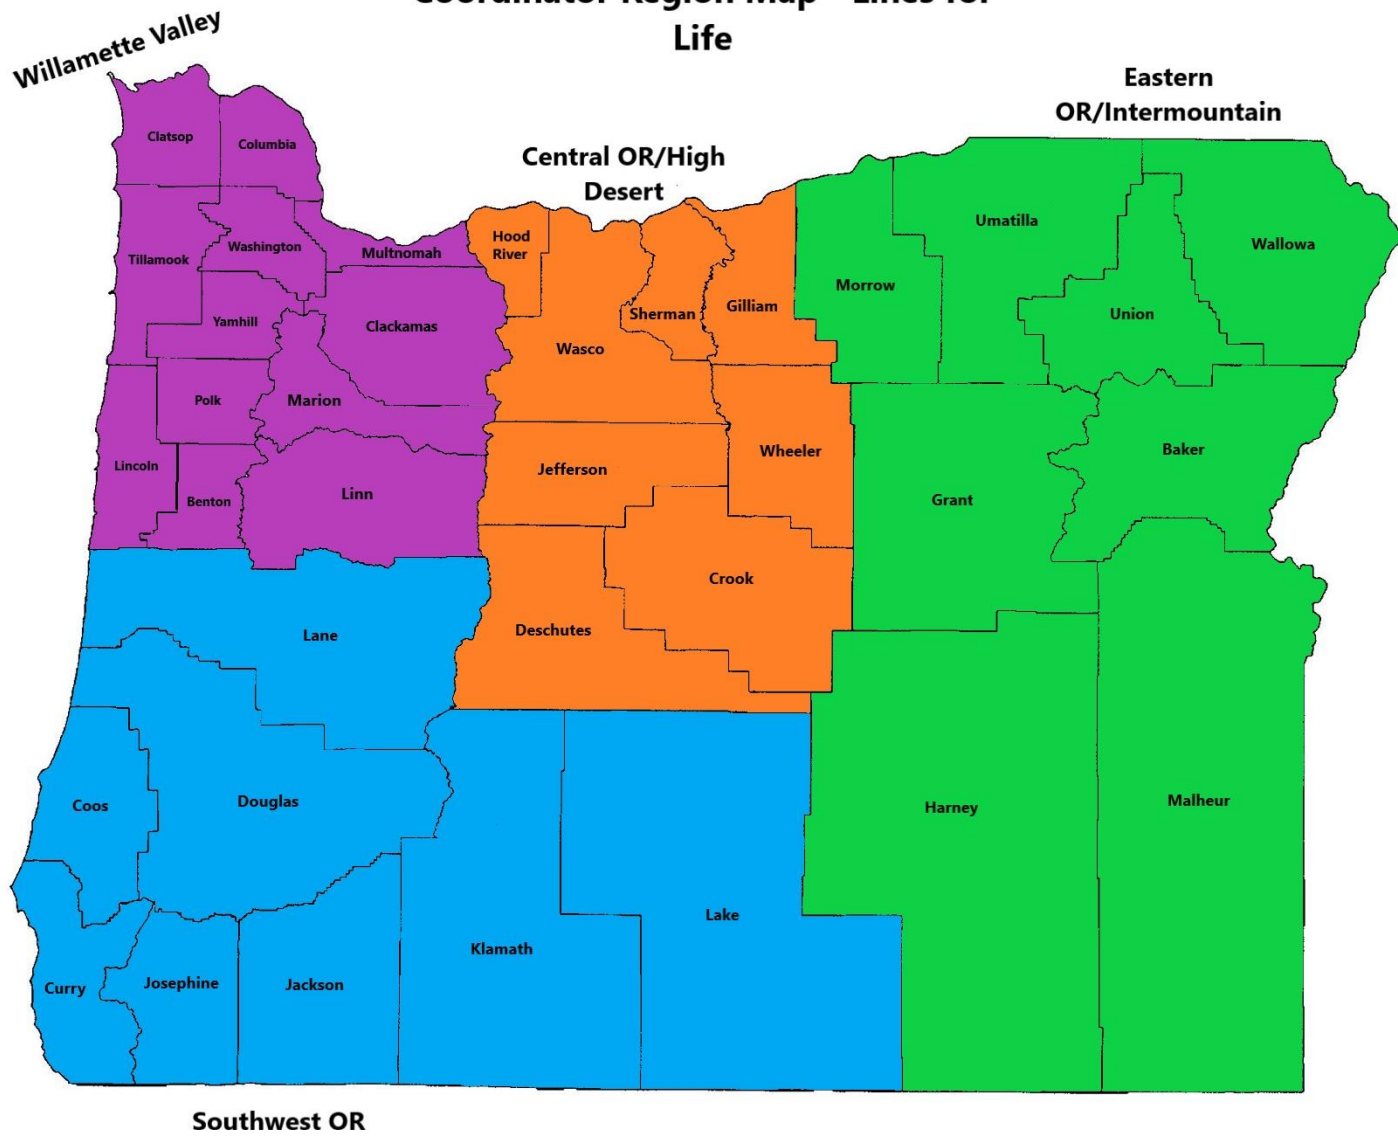 Life
Willamette Valley
Eastern
OR/Intermountain
Central OR/High
Desert
Clatsop
Columbia
Tillamook
Washington
Multnomah
Yamhill
Clackamas
Polk
Marion
Lincoln
Benton
Linn
Hood
River
Wasco
Sherman
Gilliam
Jefferson
Wheeler
Crook
Deschutes
Morrow
Umatilla
Union
Wallowa
Grant
Baker
Harney
Malheur
Lane
Coos
Douglas
Curry
Josephine
Jackson
Klamath
Lake
Southwest OR